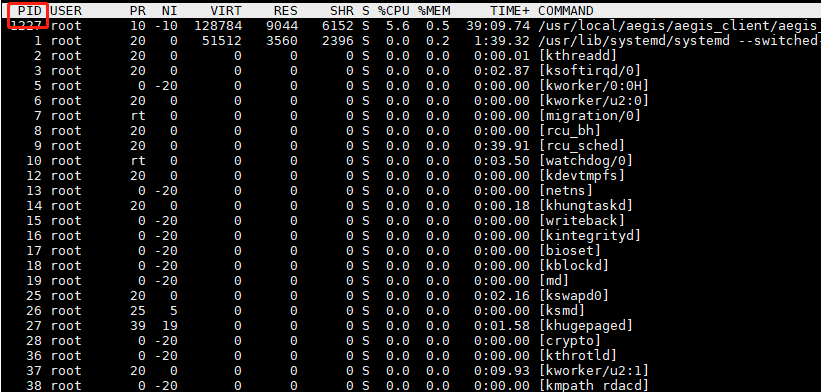 PID USER PR NI VIRT RES SHR S %CPU %MEM TIME+ COMMAND
1227 root 10 -10 128784 9044 6152 S 5.6 0.5 39:09.74 /usr/local/aegis/aegis_client/aegis_
1 root 20 0 51512 3560 2396 S 0.0 0.2 1:39.32 /usr/lib/systemd/systemd --switched-
2 root 20 0 0 0 0 S 0.0 0.0 0:00.01 [kthreadd]
3 root 20 0 0 0 0 S 0.0 0.0 0:02.87 [ksoftirqd/0]
5 root 0 -20 0 0 0 S 0.0 0.0 0:00.00 [kworker/0:0H]
6 root 20 0 0 0 0 S 0.0 0.0 0:00.00 [kworker/u2:0]
7 root rt 0 0 0 0 S 0.0 0.0 0:00.00 [migration/0]
8 root 20 0 0 0 0 S 0.0 0.0 0:00.00 [rcu_bh]
9 root 20 0 0 0 0 S 0.0 0.0 0:39.91 [rcu_sched]
10 root rt 0 0 0 0 S 0.0 0.0 0:03.50 [watchdog/0]
12 root 20 0 0 0 0 S 0.0 0.0 0:00.00 [kdevtmpfs]
13 root 0 -20 0 0 0 S 0.0 0.0 0:00.00 [netns]
14 root 20 0 0 0 0 S 0.0 0.0 0:00.18 [khungtaskd]
15 root 0 -20 0 0 0 S 0.0 0.0 0:00.00 [writeback]
16 root 0 -20 0 0 0 S 0.0 0.0 0:00.00 [kintegrityd]
17 root 0 -20 0 0 0 S 0.0 0.0 0:00.00 [bioset]
18 root 0 -20 0 0 0 S 0.0 0.0 0:00.00 [kblockd]
19 root 0 -20 0 0 0 S 0.0 0.0 0:00.00 [md]
25 root 20 0 0 0 0 S 0.0 0.0 0:02.16 [kswapd0]
26 root 25 5 0 0 0 S 0.0 0.0 0:00.00 [ksmd]
27 root 39 19 0 0 0 S 0.0 0.0 0:01.58 [khugepaged]
28 root 0 -20 0 0 0 S 0.0 0.0 0:00.00 [crypto]
36 root 0 -20 0 0 0 S 0.0 0.0 0:00.00 [kthrotld]
37 root 20 0 0 0 0 S 0.0 0.0 0:09.93 [kworker/u2:1]
38 root 0 -20 0 0 0 S 0.0 0.0 0:00.00 [kmpath_rdacd]